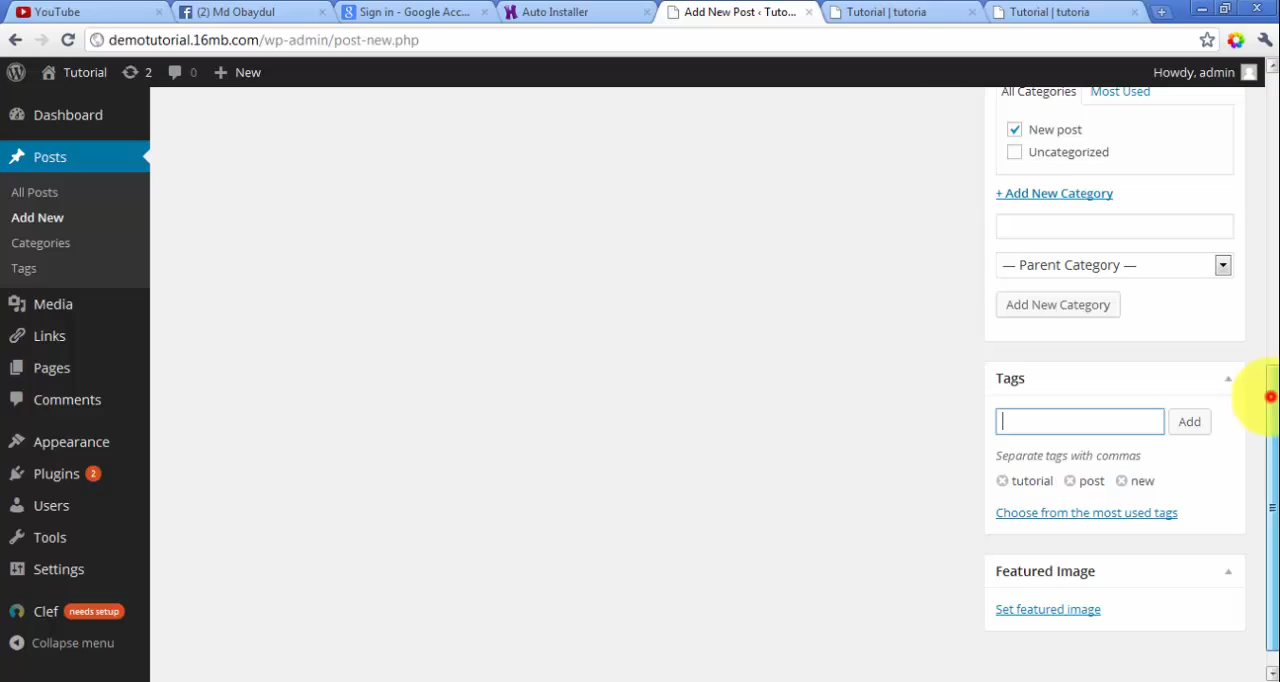 YouTube
(2) Md Obaydul
Sign in - Google Acc...
Auto Installer
Add New Post ‹ Tuto...
Tutorial | tutoria
Tutorial | tutoria
demotutorial.16mb.com/wp-admin/post-new.php
Tutorial 2 0 New
Howdy, admin
Dashboard
Posts
All Posts
Add New
Categories
Tags
Media
Links
Pages
Comments
Appearance
Plugins 2
Users
Tools
Settings
Clef needs setup
Collapse menu
All Categories Most Used
New post
Uncategorized
+ Add New Category
— Parent Category —
Add New Category
Tags
Add
Separate tags with commas
tutorial post new
Choose from the most used tags
Featured Image
Set featured image